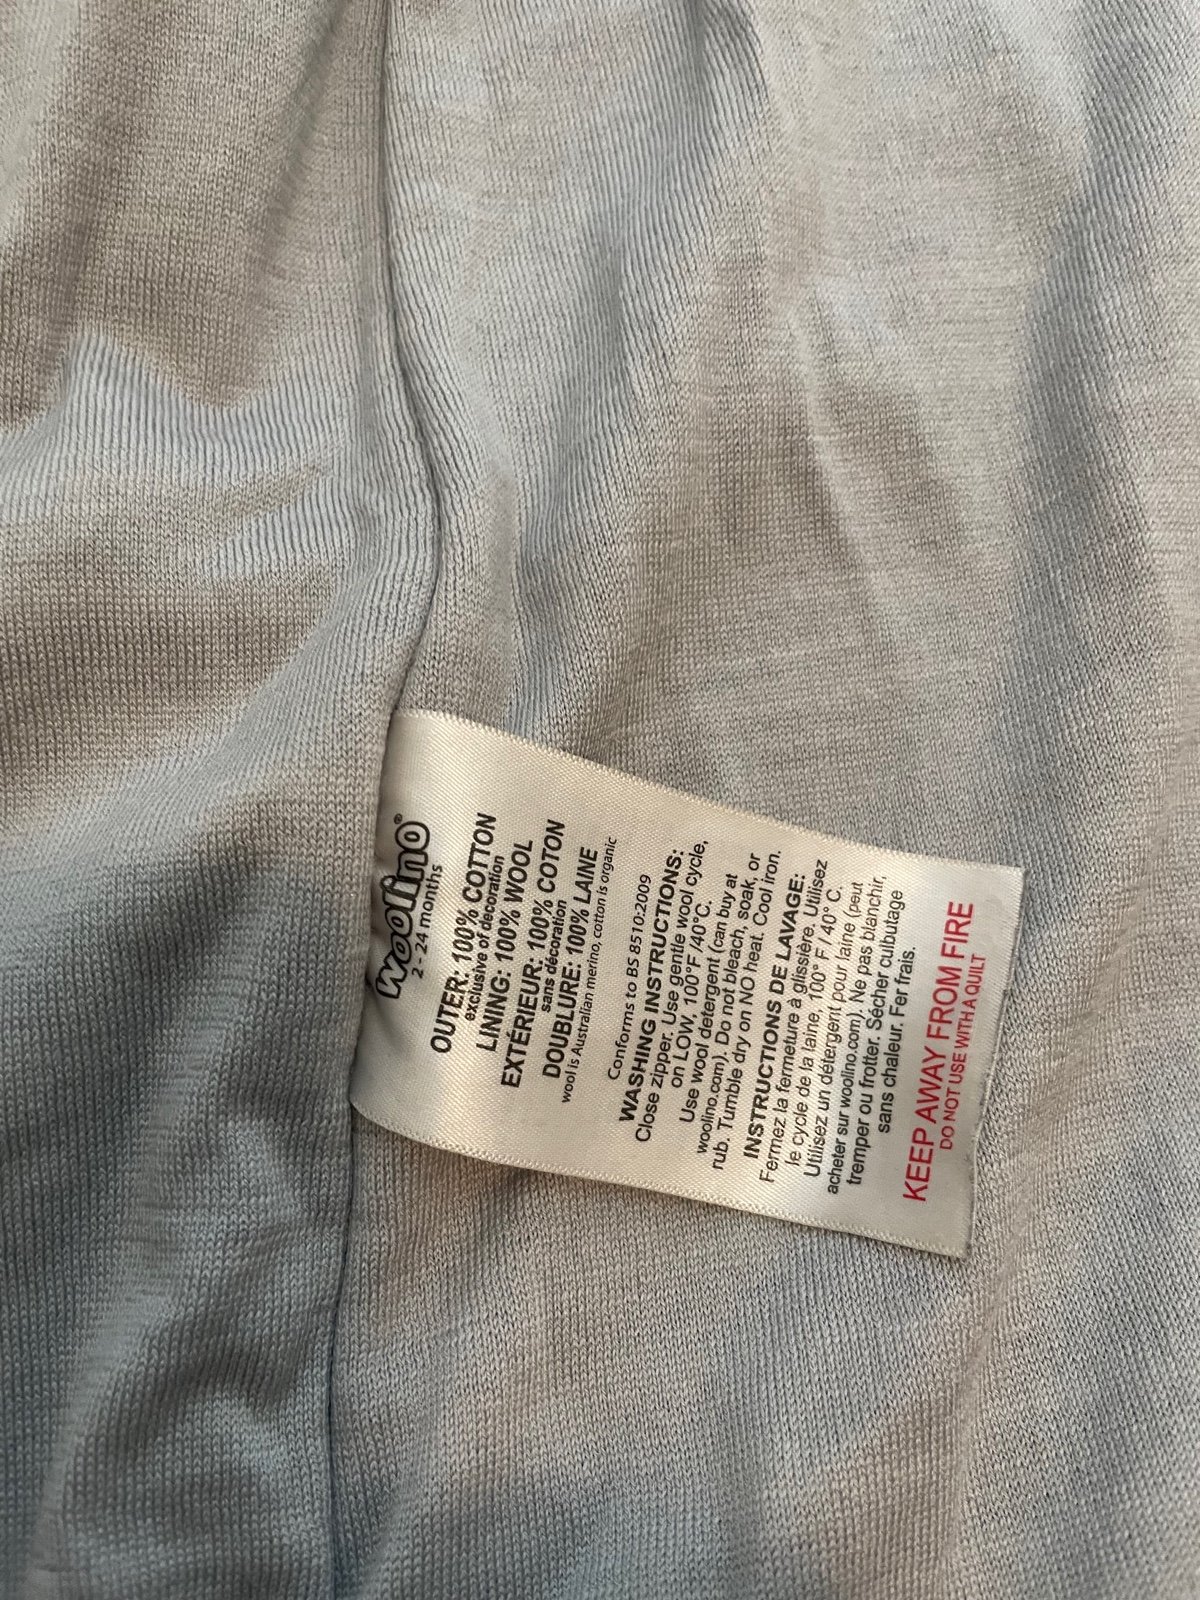 woolino®
2 - 24 months
OUTER: 100% COTTON
exclusive of decoration
LINING: 100% WOOL
EXTÉRIEUR: 100% COTON
sans décoration
DOUBLURE: 100% LAINE
wool is Australian merino, cotton is organic
Conforms to BS 8510:2009
WASHING INSTRUCTIONS:
Close zipper. Use gentle wool cycle,
on LOW, 100°F /40°C.
Use wool detergent (can buy at
woolino.com). Do not bleach, soak, or
rub. Tumble dry on NO heat. Cool iron.
INSTRUCTIONS DE LAVAGE:
Fermez la fermeture à glissière. Utilisez
le cycle de la laine, 100° F / 40° C.
Utilisez un détergent pour laine (peut
acheter sur woolino.com). Ne pas blanchir,
tremper ou frotter. Sécher culbutage
sans chaleur. Fer frais.
KEEP AWAY FROM FIRE
DO NOT USE WITH A QUILT